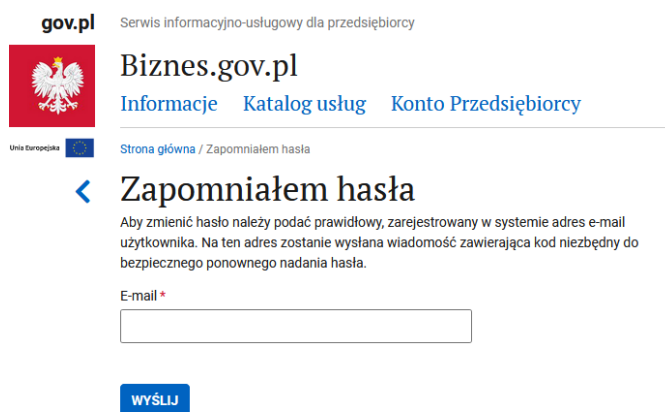 gov.pl Serwis informacyjno-usługowy dla przedsiębiorcy
Biznes.gov.pl
Informacje Katalog usług Konto Przedsiębiorcy
Unia Europejska
Strona główna / Zapomniałem hasła
Zapomniałem hasła
Aby zmienić hasło należy podać prawidłowy, zarejestrowany w systemie adres e-mail
użytkownika. Na ten adres zostanie wysłana wiadomość zawierająca kod niezbędny do
bezpiecznego ponownego nadania hasła.
E-mail *
WYŚLIJ